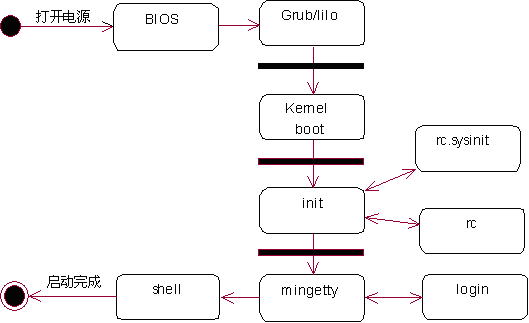 打开电源
BIOS
Grub/lilo
Kernel
boot
rc.sysinit
init
rc
启动完成
shell
mingetty
login